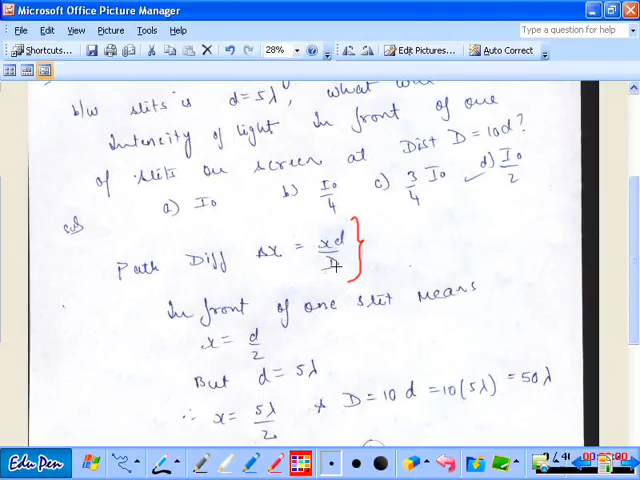 Microsoft Office Picture Manager
File Edit View Picture Tools Help
Type a question for help
Shortcuts... 28% Edit Pictures... Auto Correct
b/w slits is d = 5λ, what will
Intencity of light In front of one
of slits on screen at Dist D = 10d?
a) I0 b) I0/4 c) 3/4 I0 ✓ d) I0/2
Sol
Path Diff Δx = xd/D
In front of one slit means
x = d/2
But d = 5λ
∴ x = 5λ/2 & D = 10 d = 10(5λ) = 50λ
Edu Pen